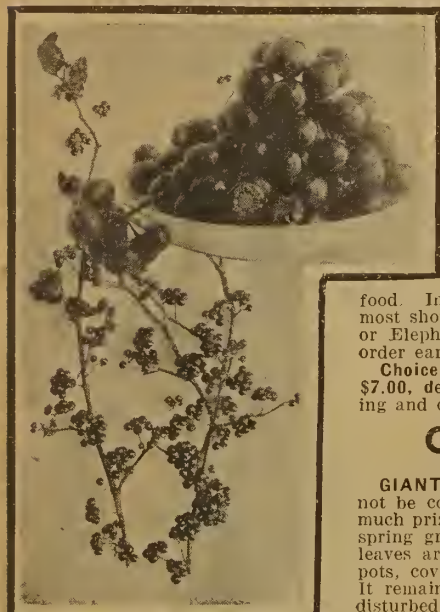 food. In
most sho
or Eleph
order ear
Choice
$7.00, de
ing and c
C
GIANT
not be co
much priz
spring gr
leaves ar
pots, cov
It remain
disturbed